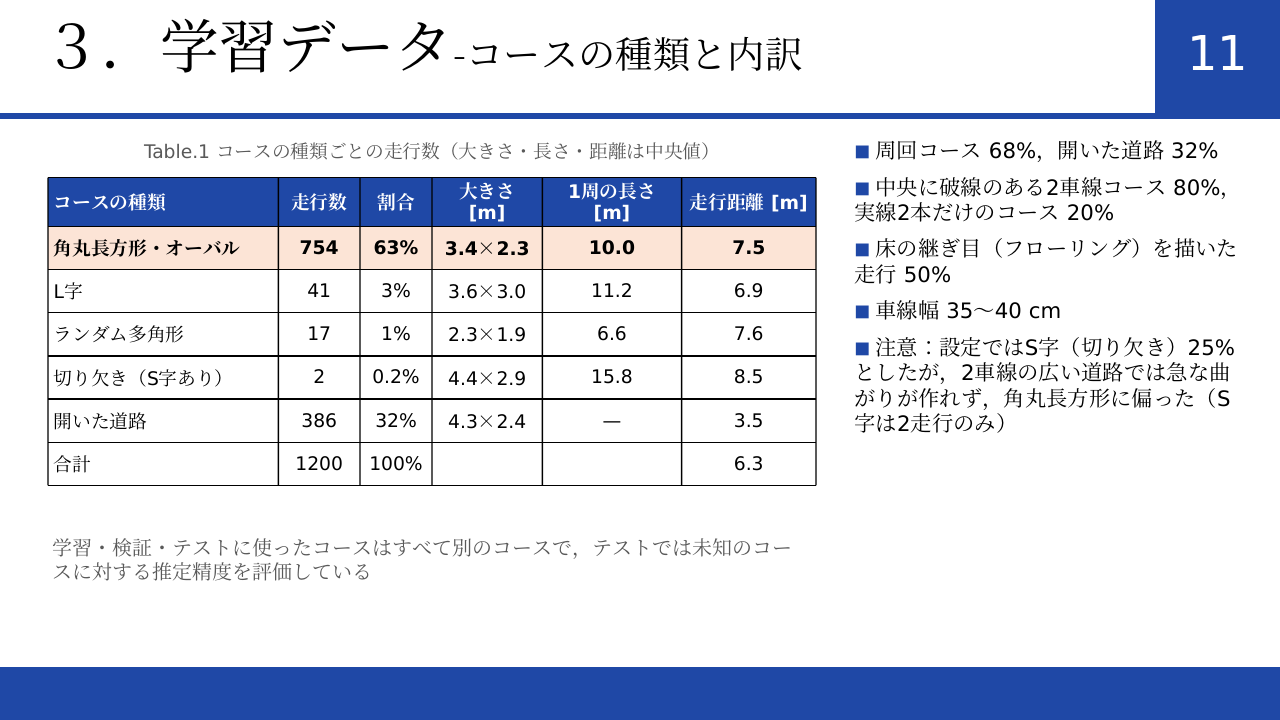 ３．学習データ-コースの種類と内訳
11
Table.1 コースの種類ごとの走行数（大きさ・長さ・距離は中央値）
コースの種類 走行数 割合 大きさ [m] 1周の長さ [m] 走行距離 [m]
角丸長方形・オーバル 754 63% 3.4×2.3 10.0 7.5
L字 41 3% 3.6×3.0 11.2 6.9
ランダム多角形 17 1% 2.3×1.9 6.6 7.6
切り欠き（S字あり） 2 0.2% 4.4×2.9 15.8 8.5
開いた道路 386 32% 4.3×2.4 — 3.5
合計 1200 100% 6.3
学習・検証・テストに使ったコースはすべて別のコースで，テストでは未知のコー
スに対する推定精度を評価している
■ 周回コース 68%，開いた道路 32%
■ 中央に破線のある2車線コース 80%，
実線2本だけのコース 20%
■ 床の継ぎ目（フローリング）を描いた
走行 50%
■ 車線幅 35〜40 cm
■ 注意：設定ではS字（切り欠き）25%
としたが，2車線の広い道路では急な曲
がりが作れず，角丸長方形に偏った（S
字は2走行のみ）